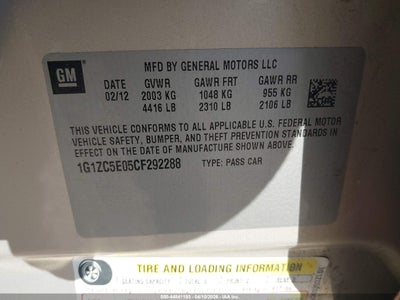 GM
MFD BY GENERAL MOTORS LLC
DATE GVWR GAWR FRT GAWR RR
02/12 2003 KG 1048 KG 955 KG
4416 LB 2310 LB 2106 LB
THIS VEHICLE CONFORMS TO ALL APPLICABLE U.S. FEDERAL MOTOR
VEHICLE SAFETY, BUMPER, AND THEFT PREVENTION STANDARDS
IN EFFECT ON THE DATE OF MANUFACTURE SHOWN ABOVE.
1G1ZC5E05CF292288 TYPE: PASS CAR
TIRE AND LOADING INFORMATION
SEATING CAPACITY TOTAL